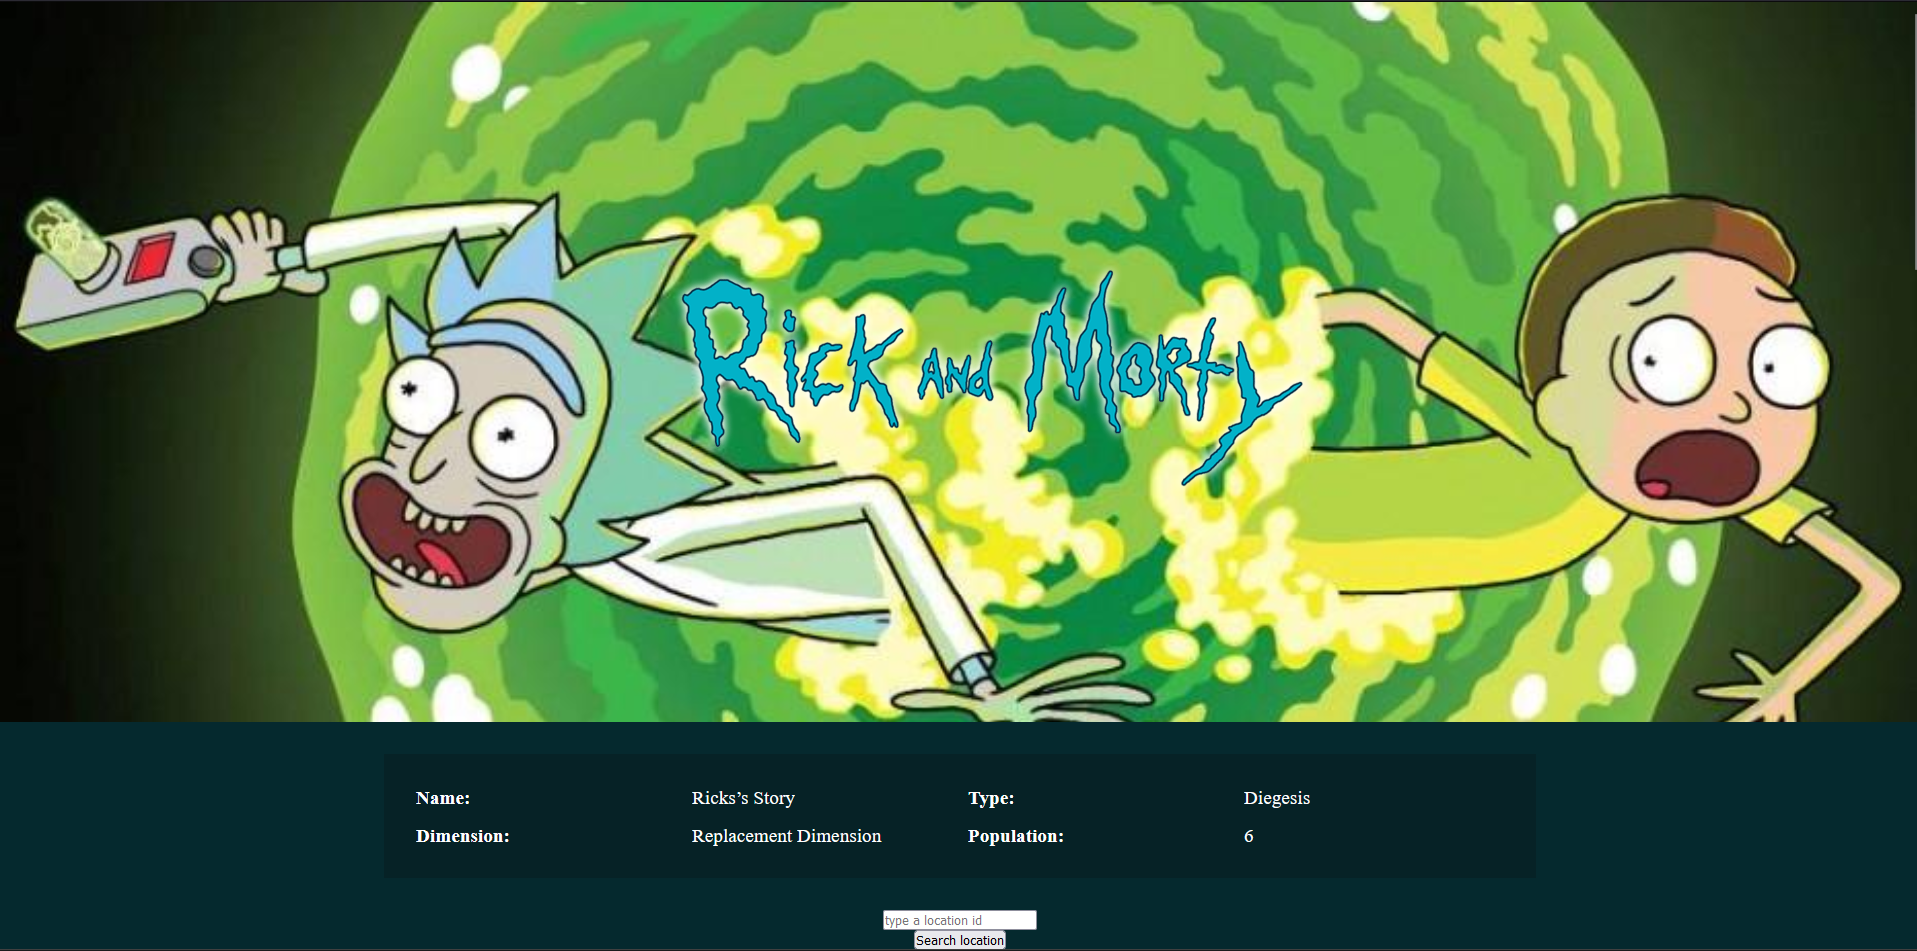 Rick and Morty
Name: Ricks’s Story Type: Diegesis
Dimension: Replacement Dimension Population: 6
type a location id
Search location